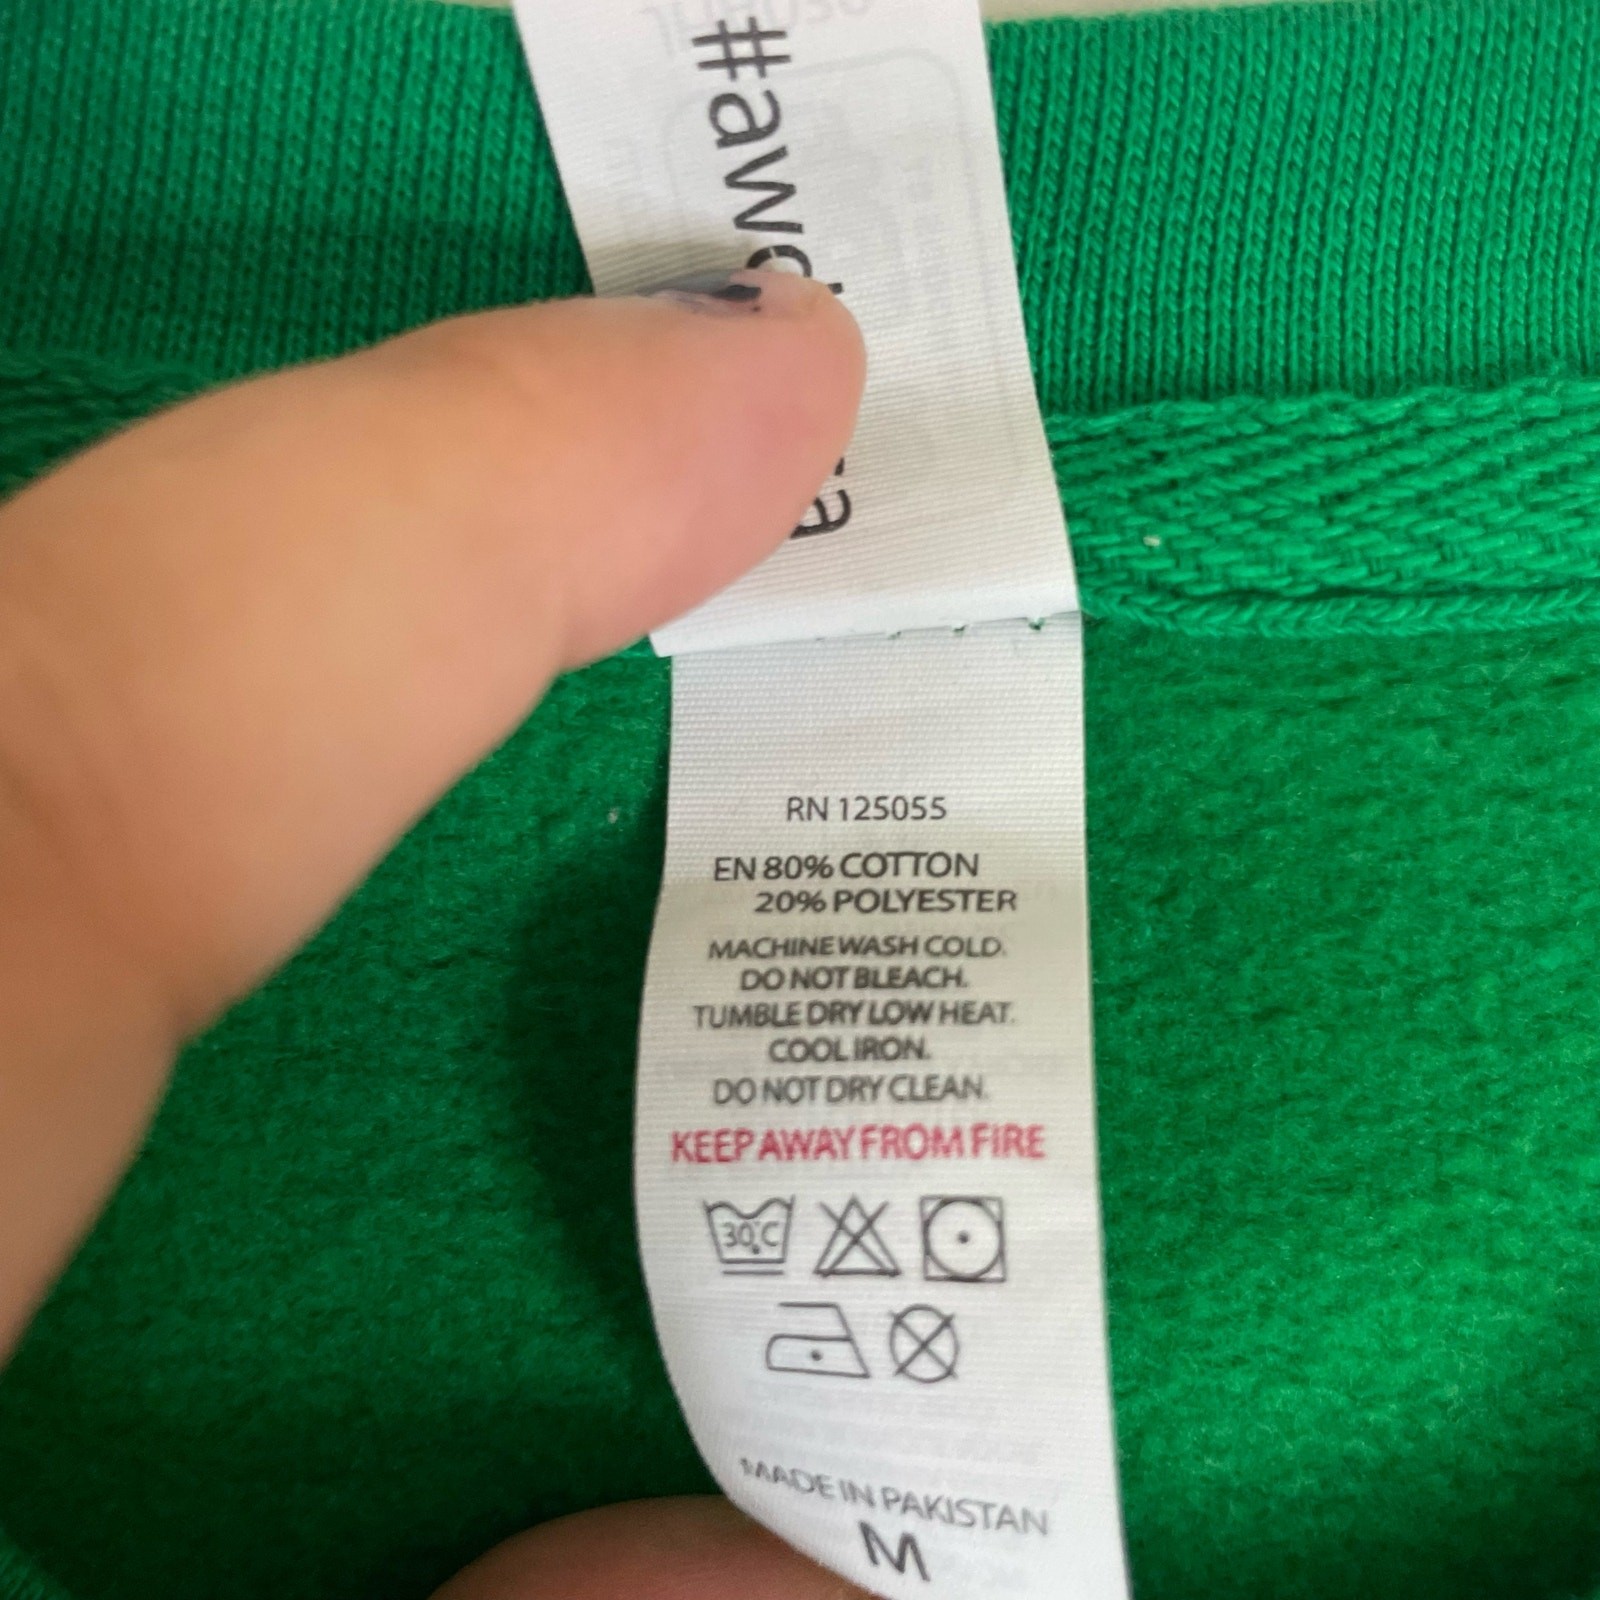 RN 125055
EN 80% COTTON
20% POLYESTER
MACHINE WASH COLD.
DO NOT BLEACH.
TUMBLE DRY LOW HEAT.
COOL IRON.
DO NOT DRY CLEAN.
KEEP AWAY FROM FIRE
30°C
MADE IN PAKISTAN
M